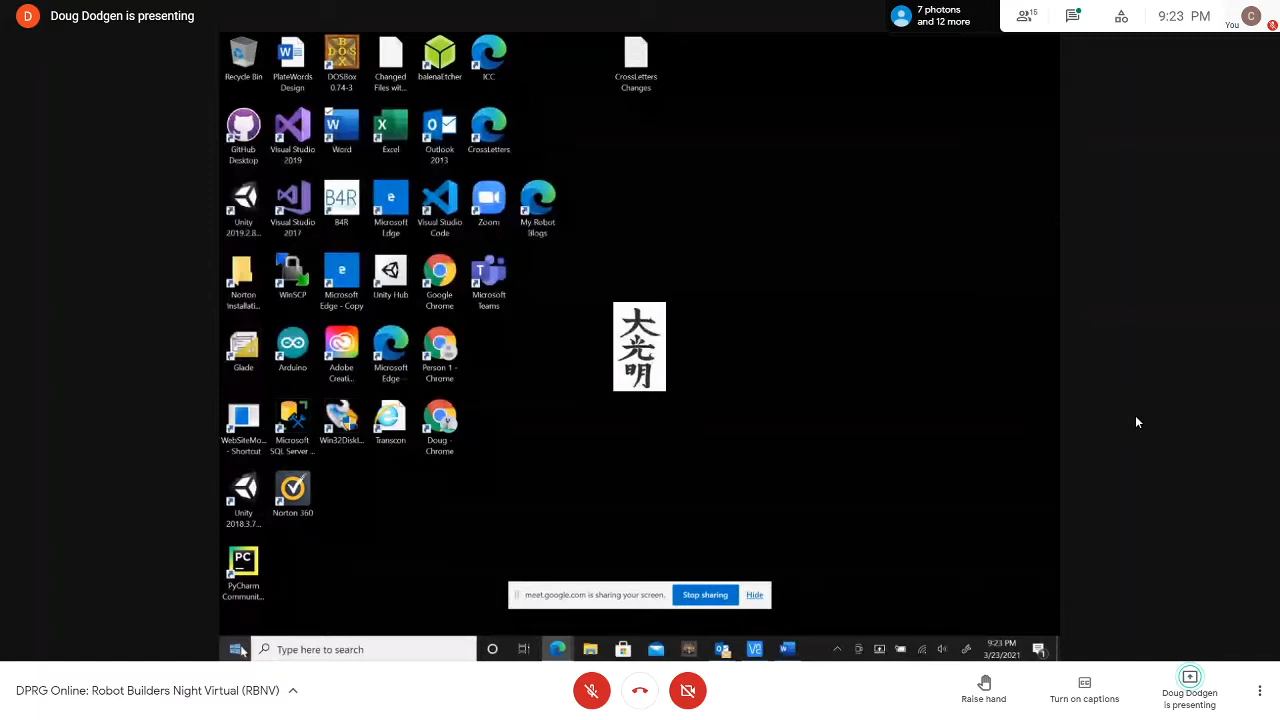 Doug Dodgen is presenting
7 photons
and 12 more
15
9:23 PM
You
C
D
Recycle Bin
PlateWords
Design
DOSBox
0.74-3
Changed
Files wit...
balenaEtcher
ICC
CrossLetters
Changes
GitHub
Desktop
Visual Studio
2019
Word
Excel
Outlook
2013
CrossLetters
Unity
2019.2.8...
Visual Studio
2017
B4R
B4R
Microsoft
Edge
Visual Studio
Code
Zoom
My Robot
Blogs
Norton
Installati...
WinSCP
Microsoft
Edge - Copy
Unity Hub
Google
Chrome
Microsoft
Teams
大光明
Glade
Arduino
Adobe
Creati...
Microsoft
Edge
Person 1 -
Chrome
WebSiteMo...
- Shortcut
Microsoft
SQL Server ...
Win32DiskI...
Transcon
Doug -
Chrome
Unity
2018.3.7...
Norton 360
PC
PyCharm
Communit...
meet.google.com is sharing your screen.
Stop sharing
Hide
Type here to search
9:23 PM
3/23/2021
DPRG Online: Robot Builders Night Virtual (RBNV)
Raise hand
Turn on captions
Doug Dodgen
is presenting